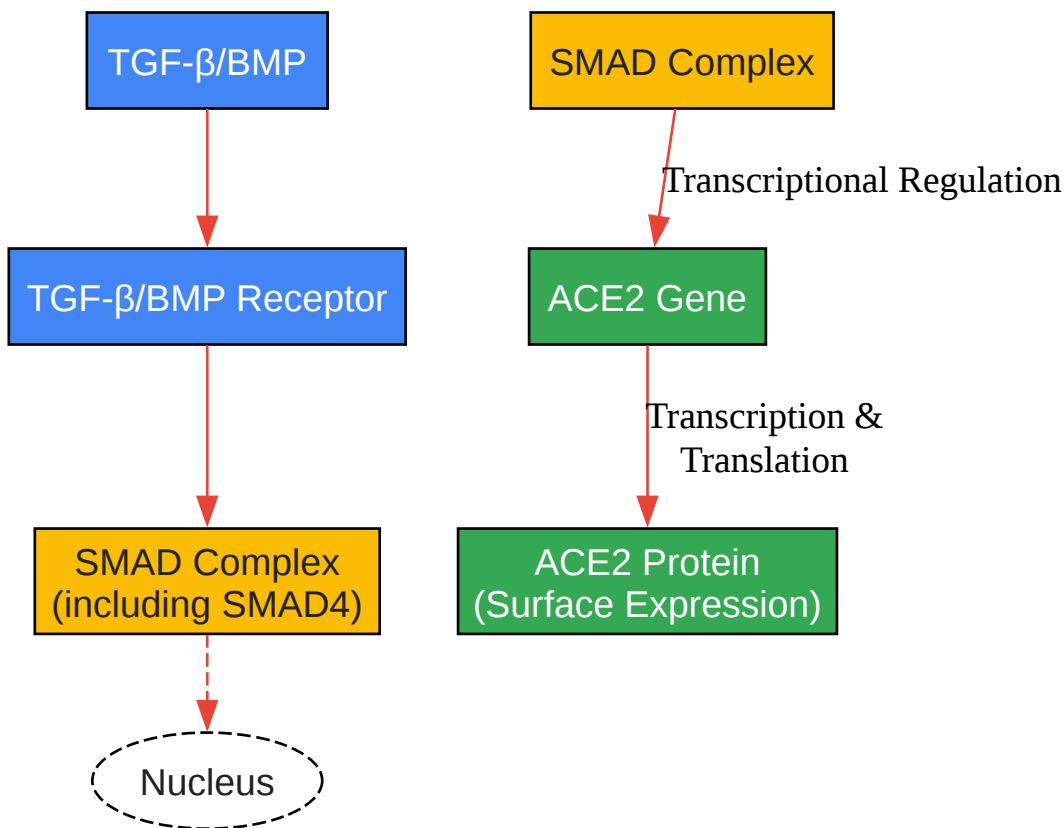 TGF-β/BMP
SMAD Complex
Transcriptional Regulation
TGF-β/BMP Receptor
ACE2 Gene
Transcription &
Translation
SMAD Complex
(including SMAD4)
ACE2 Protein
(Surface Expression)
Nucleus